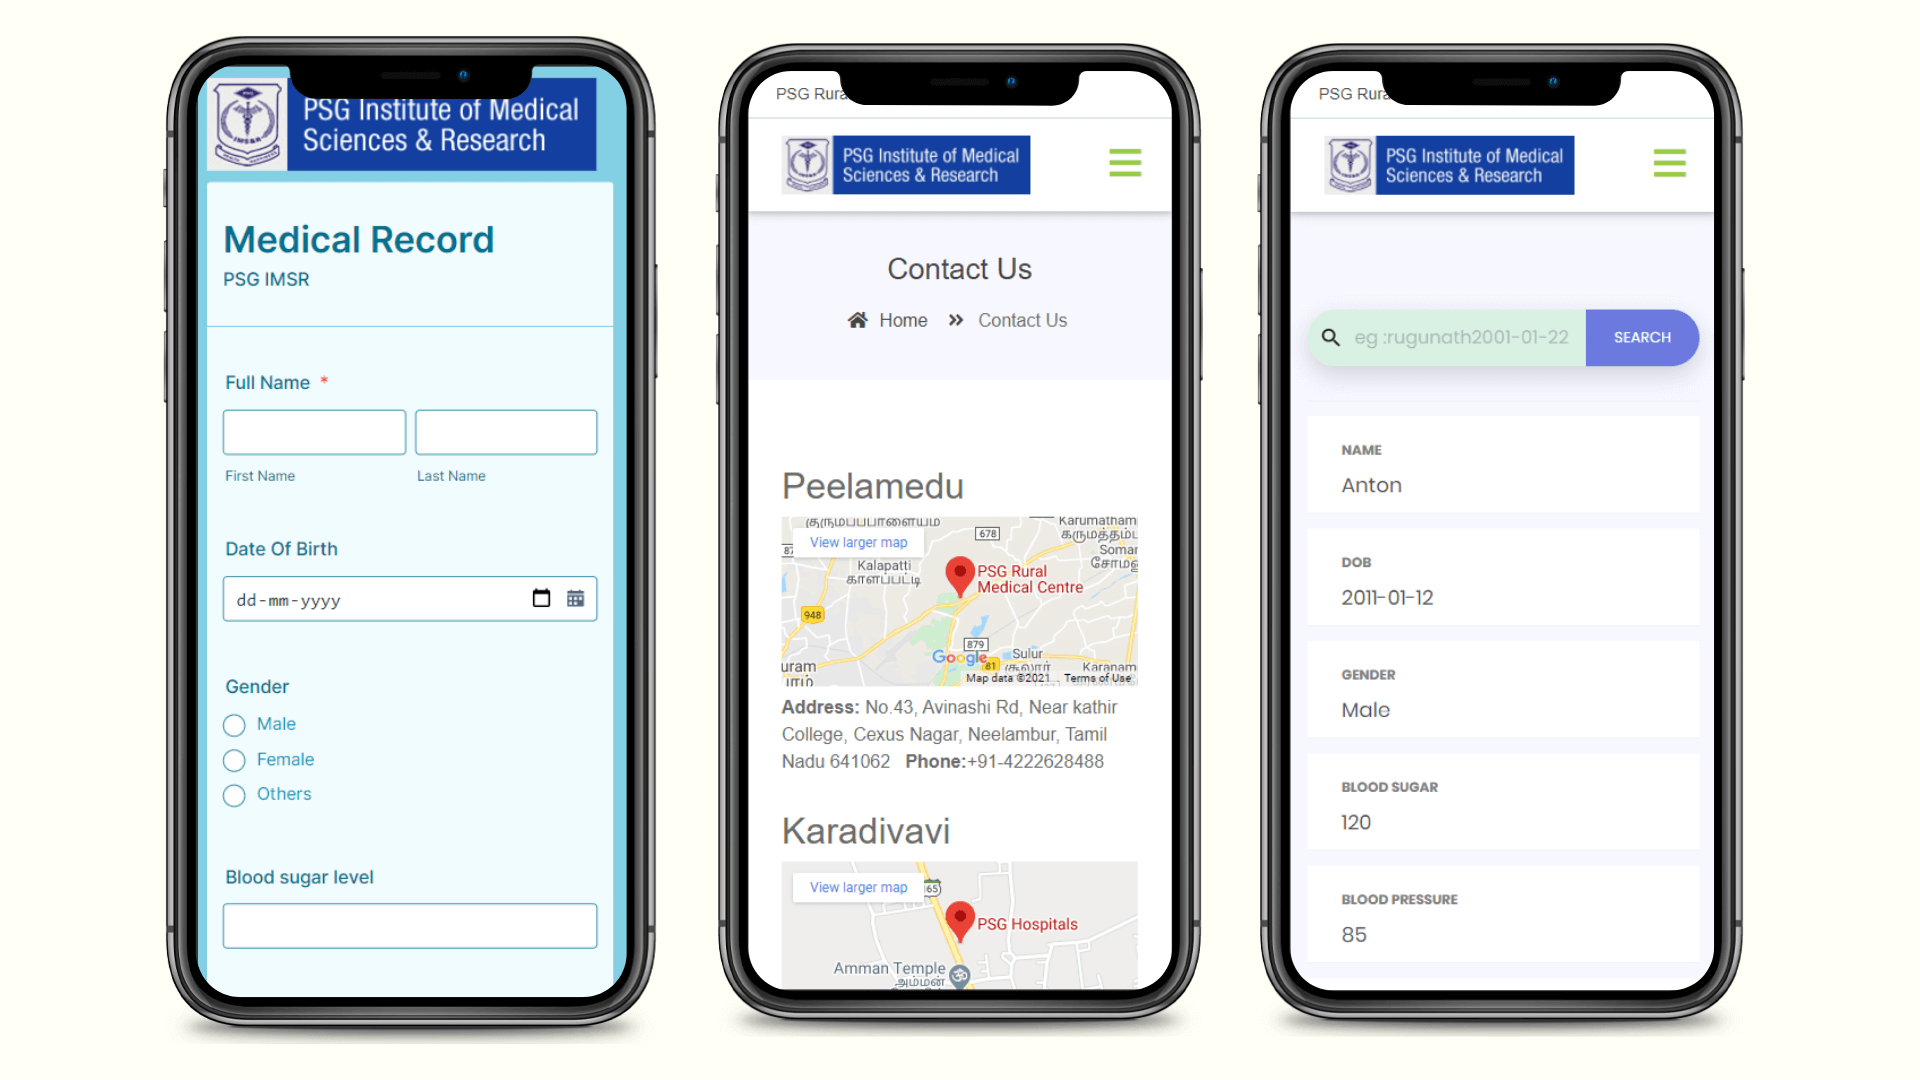 PSG Institute of Medical
Sciences & Research
Medical Record
PSG IMSR
Full Name *
First Name
Last Name
Date Of Birth
dd-mm-yyyy
Gender
Male
Female
Others
Blood sugar level
PSG Rura
PSG Institute of Medical
Sciences & Research
Contact Us
Home » Contact Us
Peelamedu
View larger map
678
Karumatham
Kalapatti
காளப்பட்டி
Somar
PSG Rural
Medical Centre
948
879
Google
81
Sulur
சூலூர்
Karanam
uram
Map data ©2021
Terms of Use
Address: No.43, Avinashi Rd, Near kathir
College, Cexus Nagar, Neelambur, Tamil
Nadu 641062 Phone:+91-4222628488
Karadivavi
View larger map
165
PSG Hospitals
Amman Temple
அம்மன்
PSG Rura
PSG Institute of Medical
Sciences & Research
eg :rugunath2001-01-22
SEARCH
NAME
Anton
DOB
2011-01-12
GENDER
Male
BLOOD SUGAR
120
BLOOD PRESSURE
85